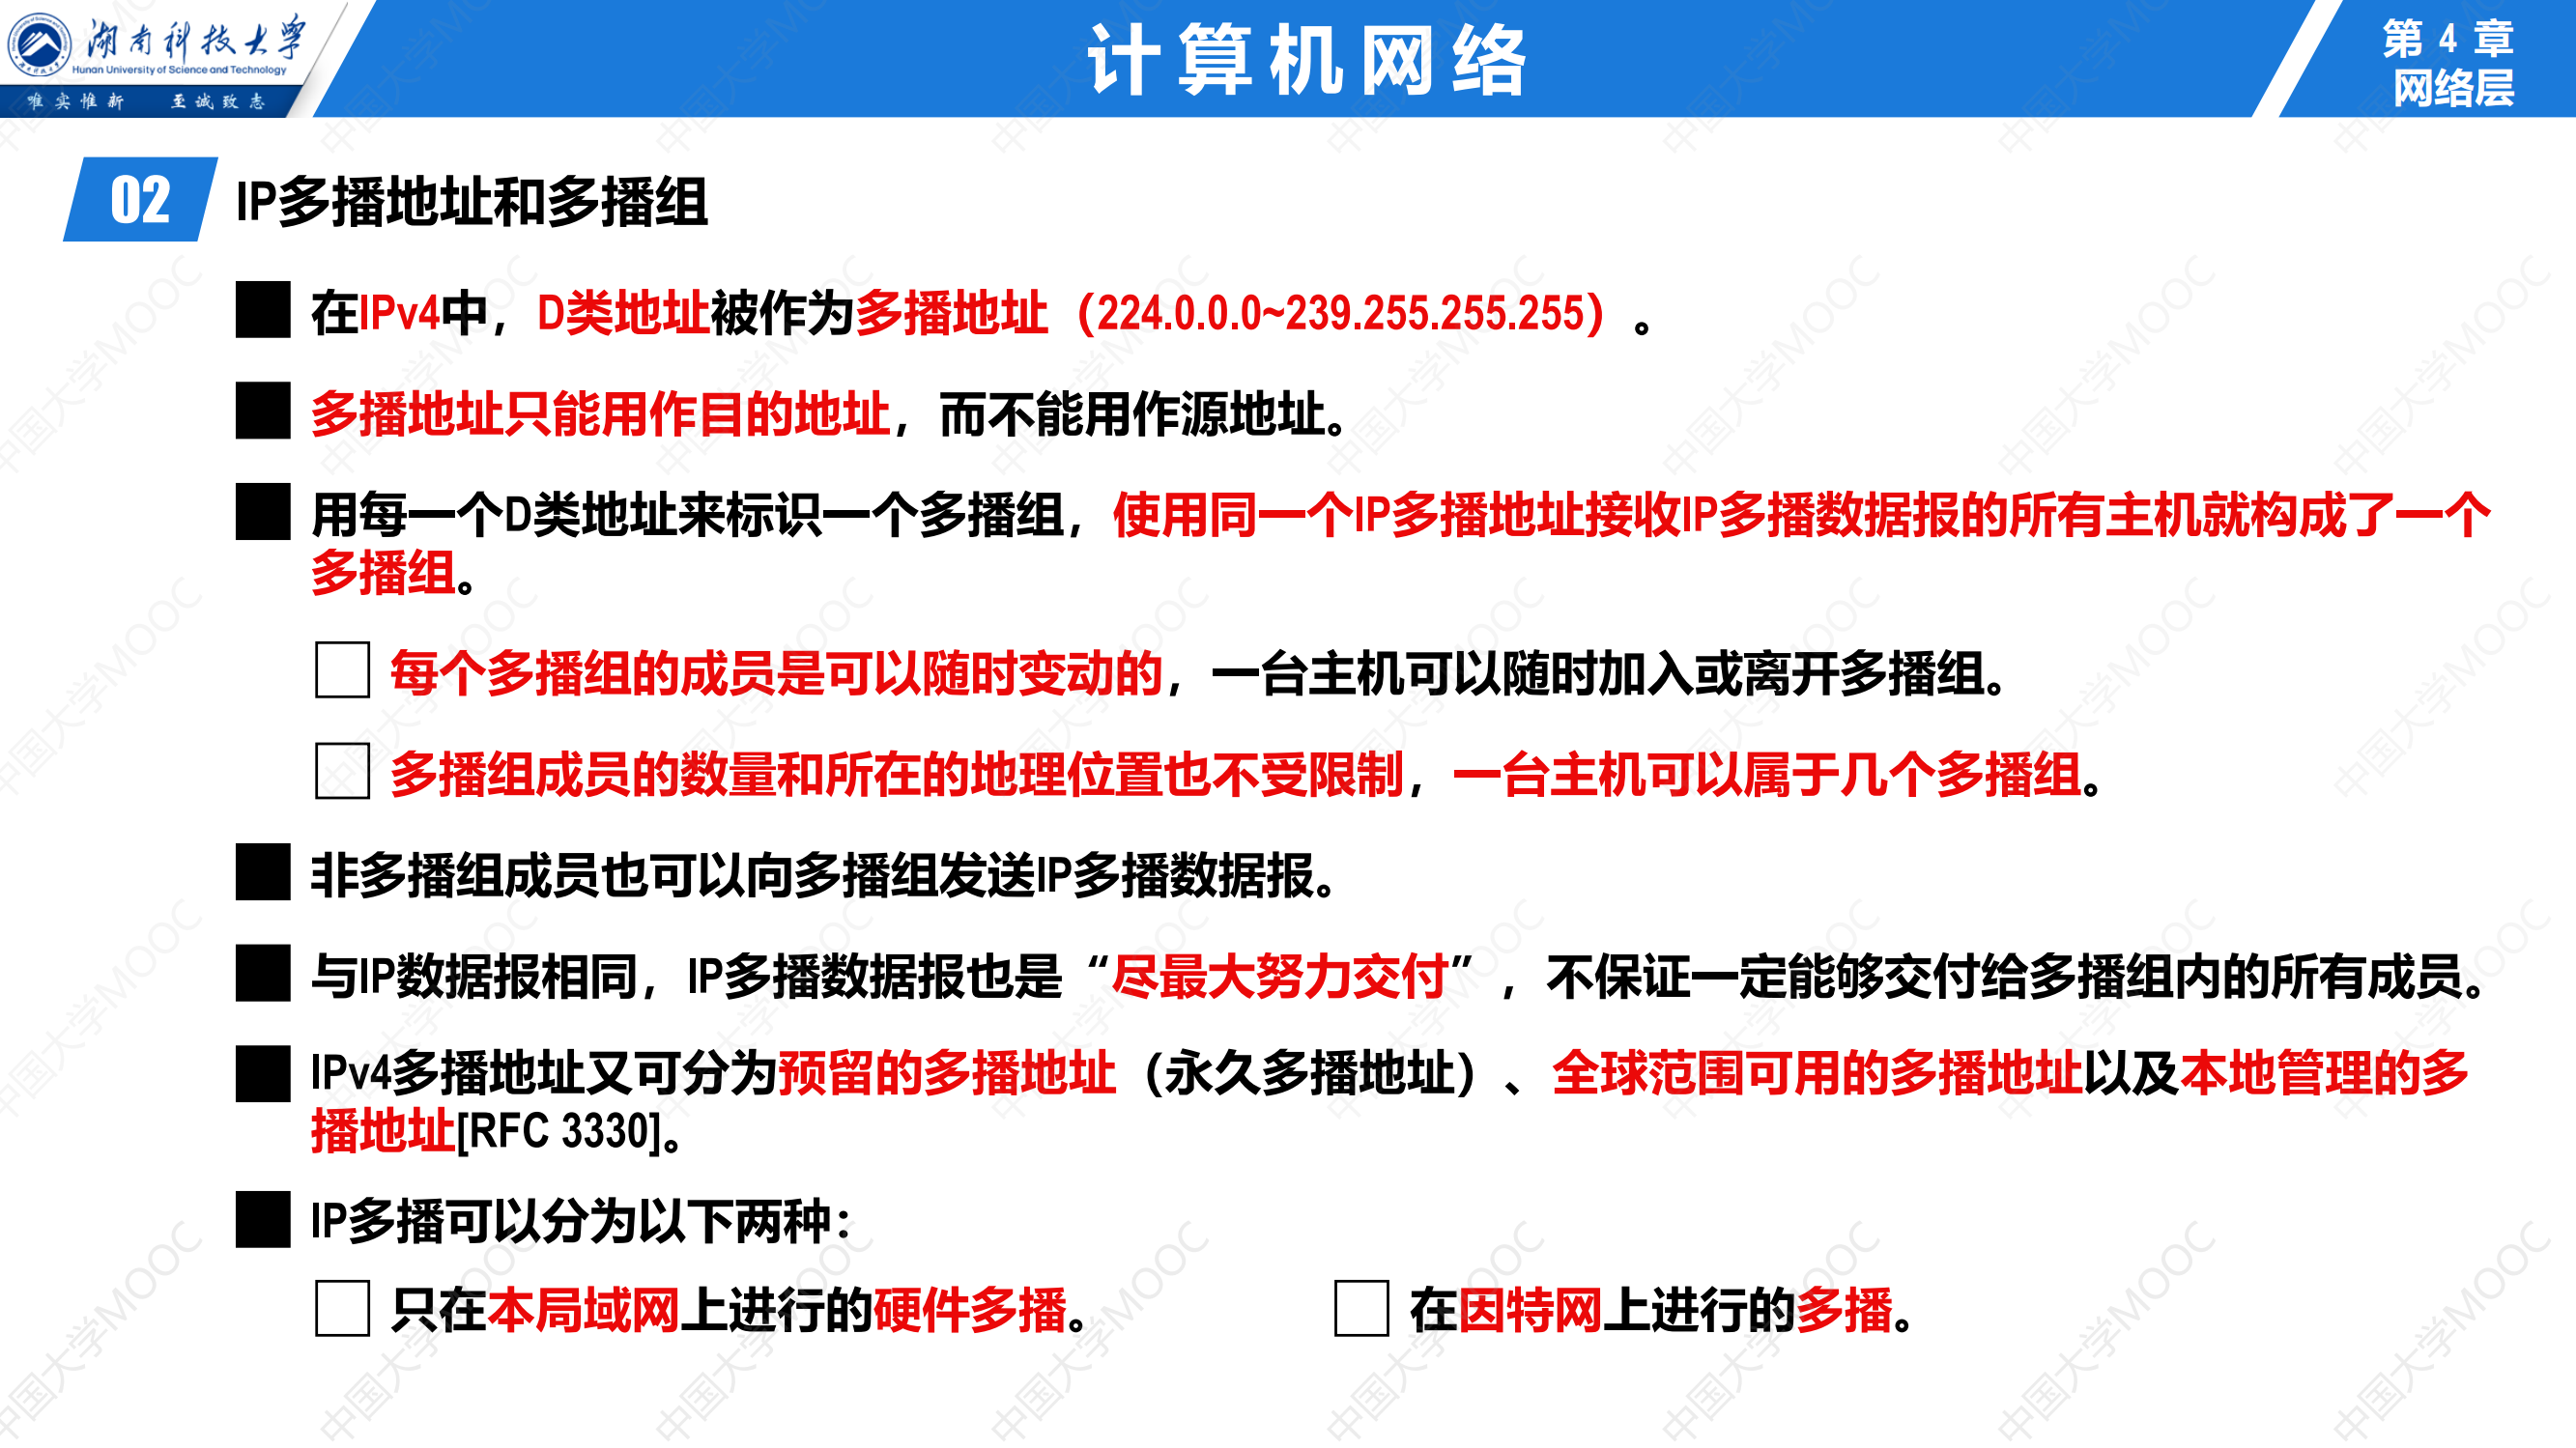 湖南科技大学
Hunan University of Science and Technology
唯实惟新 至诚致志
计算机网络
第 4 章
网络层
02 IP多播地址和多播组
在IPv4中，D类地址被作为多播地址（224.0.0.0~239.255.255.255）。
多播地址只能用作目的地址，而不能用作源地址。
用每一个D类地址来标识一个多播组，使用同一个IP多播地址接收IP多播数据报的所有主机就构成了一个
多播组。
每个多播组的成员是可以随时变动的，一台主机可以随时加入或离开多播组。
多播组成员的数量和所在的地理位置也不受限制，一台主机可以属于几个多播组。
非多播组成员也可以向多播组发送IP多播数据报。
与IP数据报相同，IP多播数据报也是“尽最大努力交付”，不保证一定能够交付给多播组内的所有成员。
IPv4多播地址又可分为预留的多播地址（永久多播地址）、全球范围可用的多播地址以及本地管理的多
播地址[RFC 3330]。
IP多播可以分为以下两种：
只在本局域网上进行的硬件多播。
在因特网上进行的多播。
中国大学MOOC